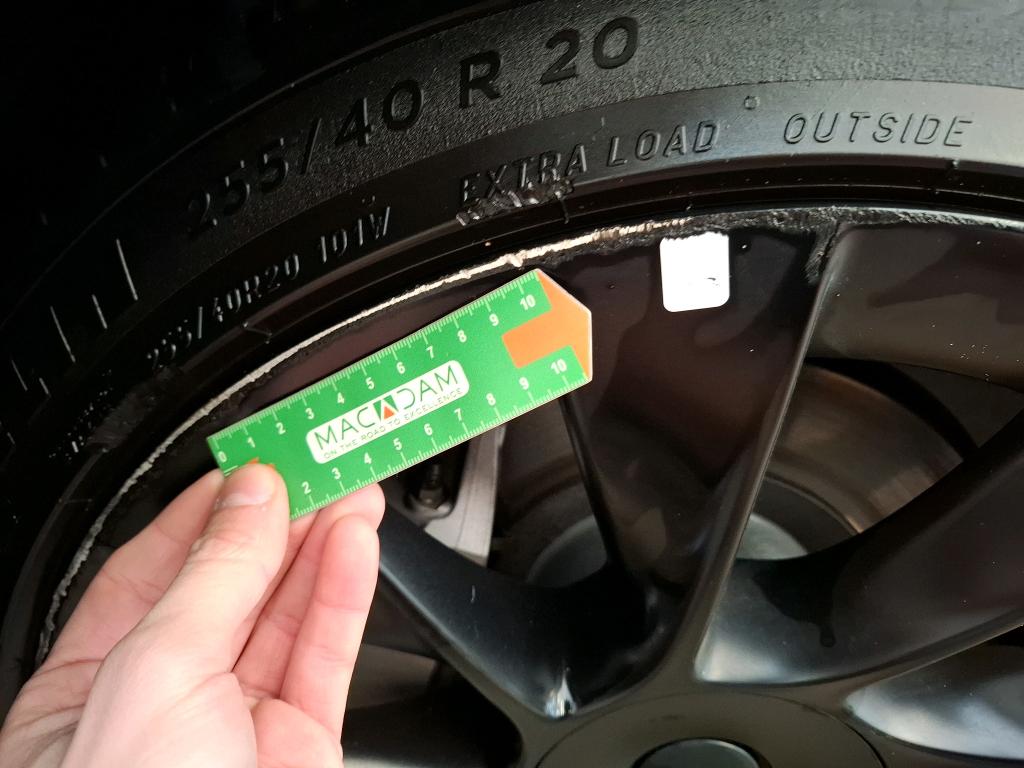 255/40 R 20
EXTRA LOAD OUTSIDE
255/40R20 101W
0 1 2 3 4 5 6 7 8 9 10
MACADAM
ON THE ROAD TO EXCELLENCE
2 3 4 5 6 7 8 9 10